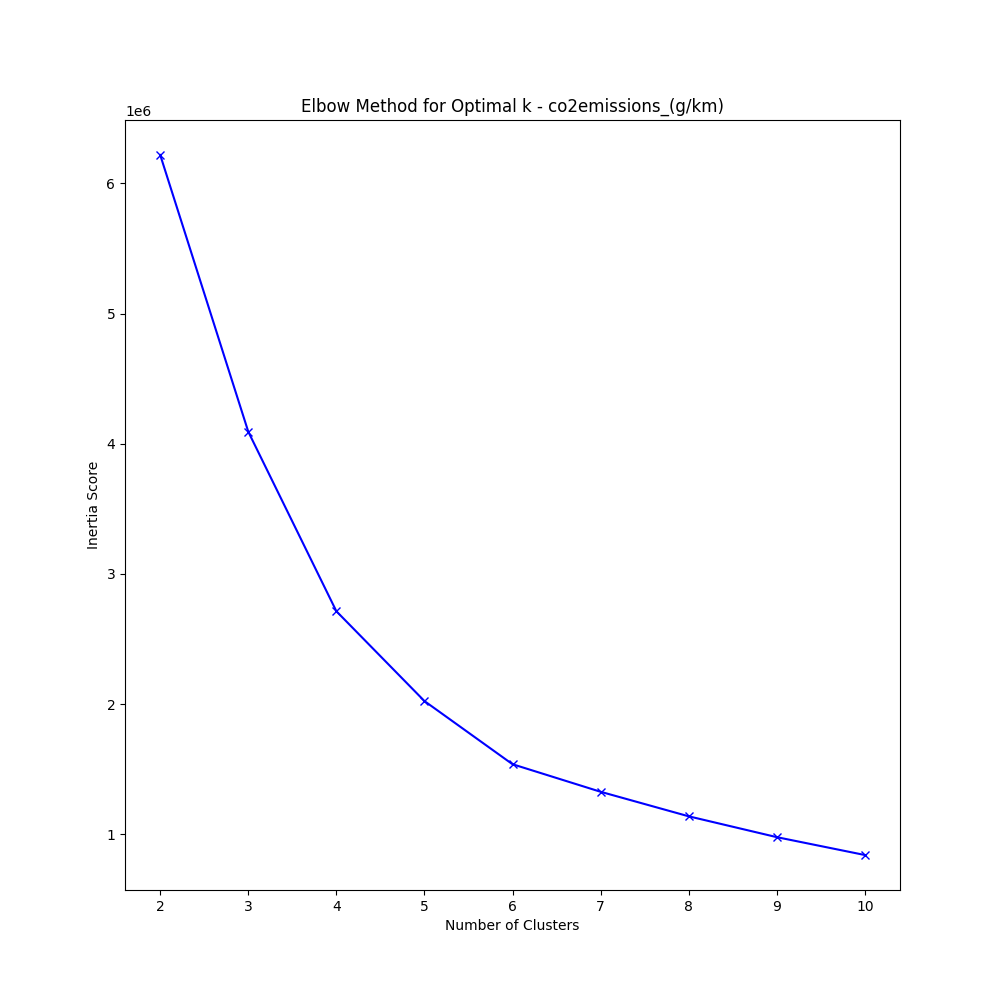 Elbow Method for Optimal k - co2emissions_(g/km)
1e6
6
5
4
3
2
1
Inertia Score
2 3 4 5 6 7 8 9 10
Number of Clusters